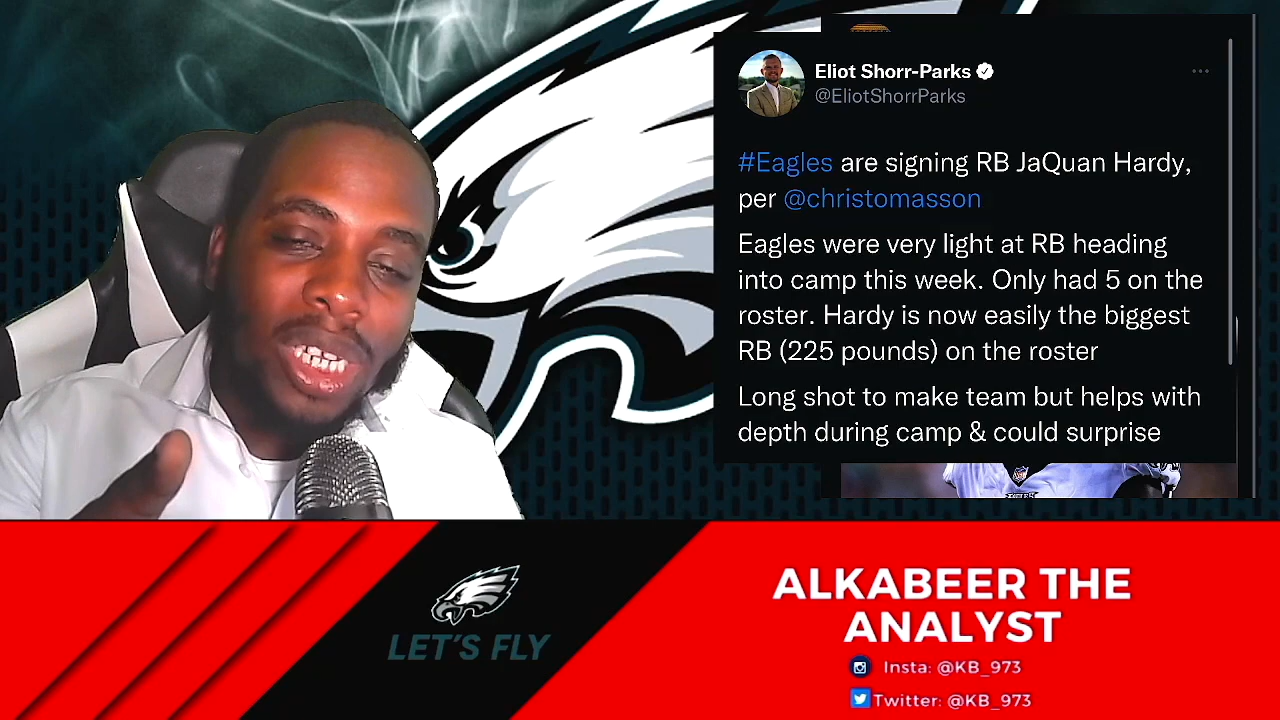 Eliot Shorr-Parks
@EliotShorrParks
#Eagles are signing RB JaQuan Hardy,
per @christomasson
Eagles were very light at RB heading
into camp this week. Only had 5 on the
roster. Hardy is now easily the biggest
RB (225 pounds) on the roster
Long shot to make team but helps with
depth during camp & could surprise
LET'S FLY
ALKABEER THE
ANALYST
Insta: @KB_973
Twitter: @KB_973